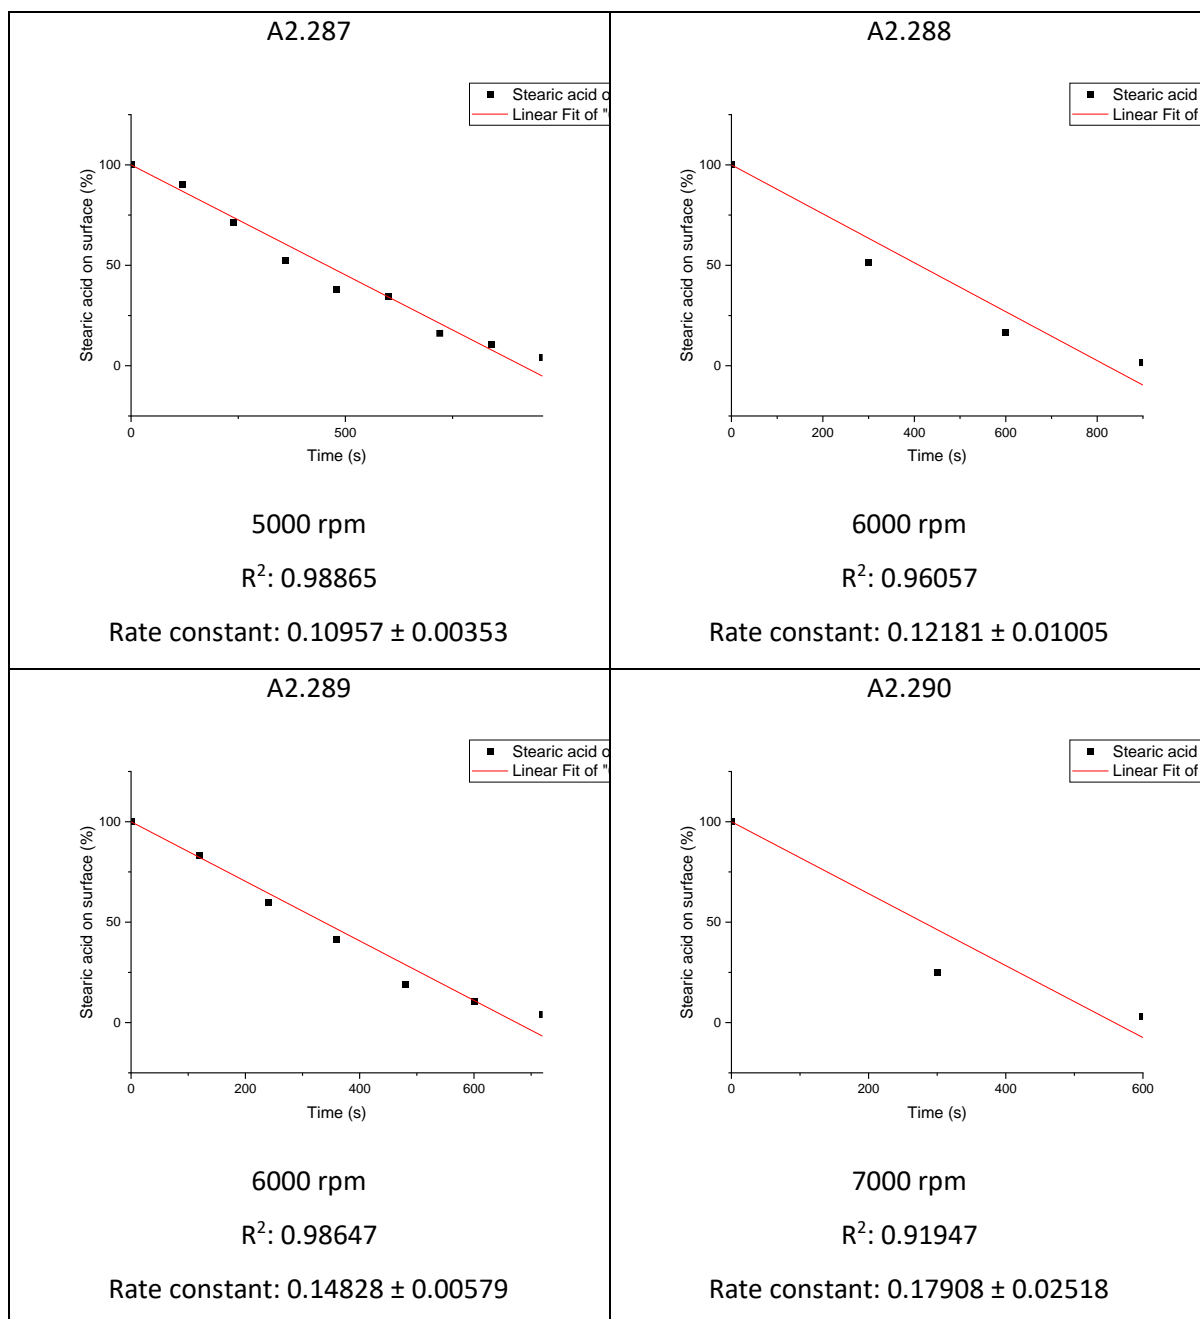 A2.287
Stearic acid o
Linear Fit of "
Stearic acid on surface (%)
100
50
0
0
500
Time (s)
5000 rpm
R²: 0.98865
Rate constant: 0.10957 ± 0.00353
A2.288
Stearic acid
Linear Fit of
Stearic acid on surface (%)
100
50
0
0 200 400 600 800
Time (s)
6000 rpm
R²: 0.96057
Rate constant: 0.12181 ± 0.01005
A2.289
Stearic acid o
Linear Fit of "
Stearic acid on surface (%)
100
50
0
0 200 400 600
Time (s)
6000 rpm
R²: 0.98647
Rate constant: 0.14828 ± 0.00579
A2.290
Stearic acid
Linear Fit of
Stearic acid on surface (%)
100
50
0
0 200 400 600
Time (s)
7000 rpm
R²: 0.91947
Rate constant: 0.17908 ± 0.02518